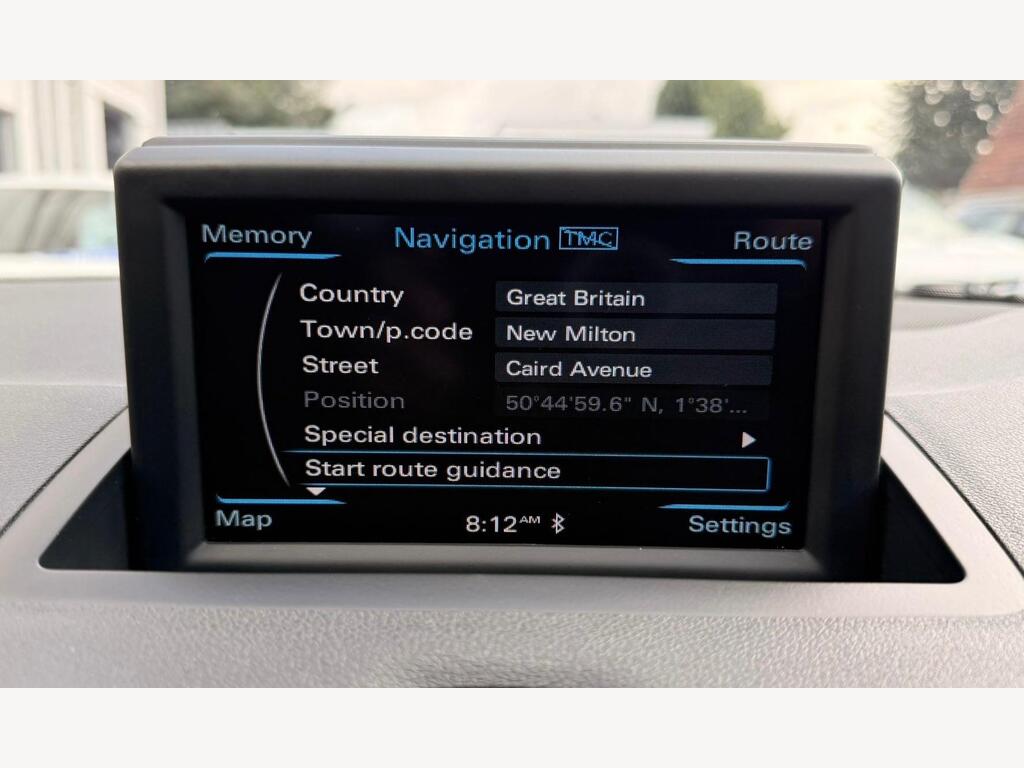 Memory Navigation TMC Route
Country Great Britain
Town/p.code New Milton
Street Caird Avenue
Position 50°44'59.6" N, 1°38'...
Special destination
Start route guidance
Map 8:12AM Settings